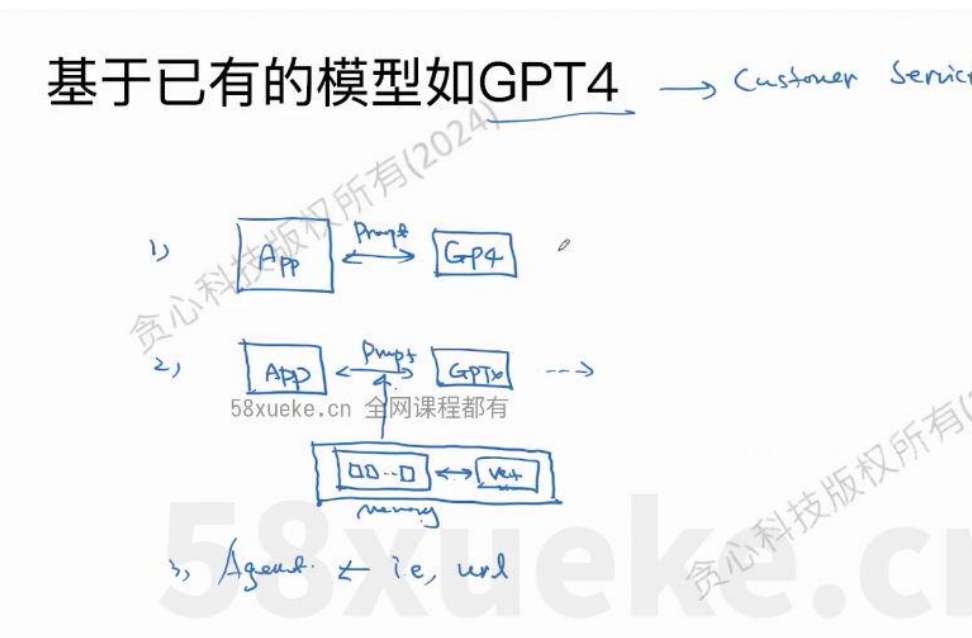 基于已有的模型如GPT4 → Customer Servic
贪心科技版权所有(2024)
1) App Prompt GP4
2) App Prompt GPTx --->
58xueke.cn 全网课程都有
□□--□ Vet
Memory
3, Agent. ← i.e, url
58xueke.cn
贪心科技版权所有(2